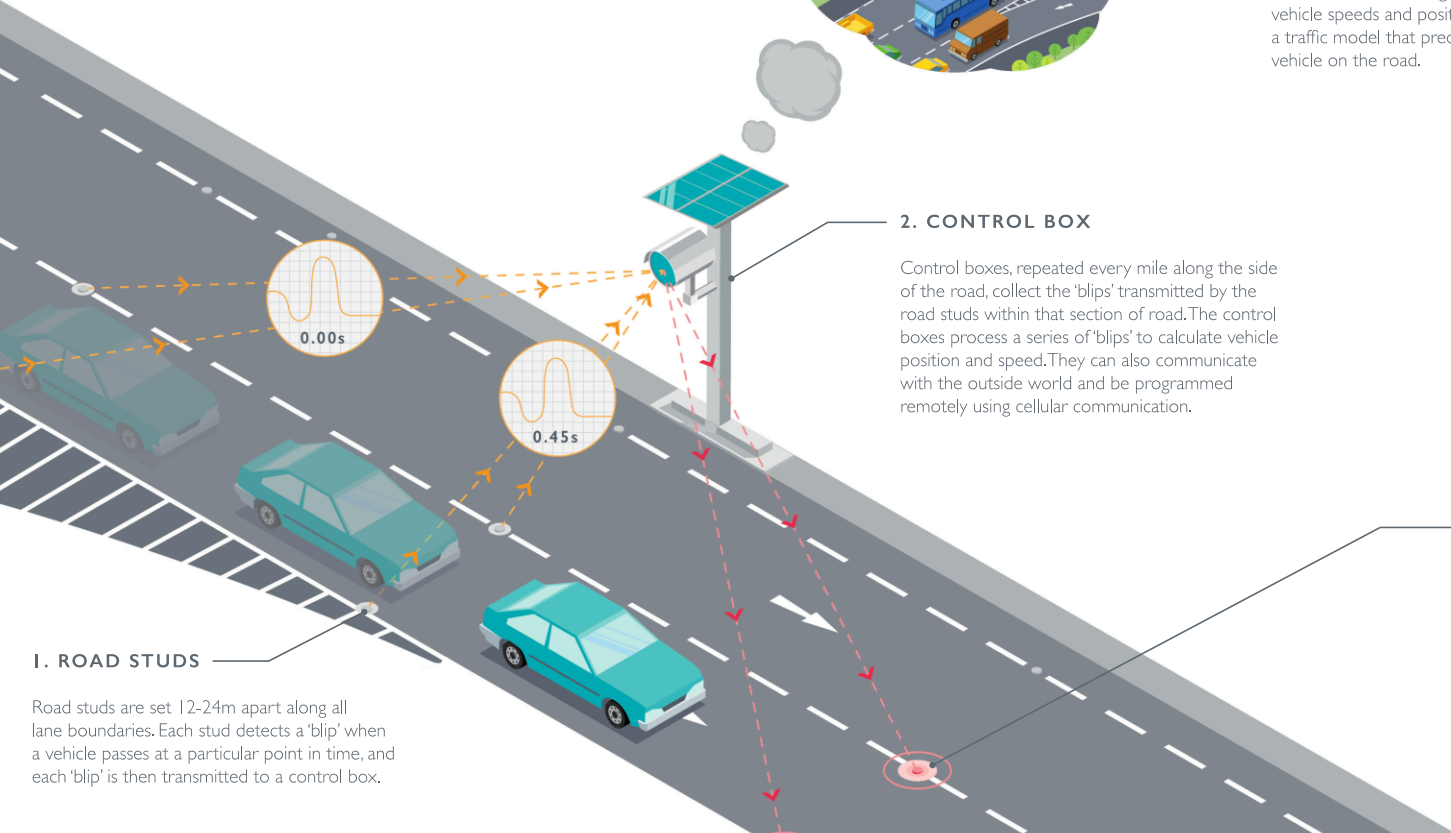 vehicle speeds and
a traffic model that
vehicle on the road.
2. CONTROL BOX
Control boxes, repeated every mile along the side
of the road, collect the ‘blips’ transmitted by the
road studs within that section of road. The control
boxes process a series of ‘blips’ to calculate vehicle
position and speed. They can also communicate
with the outside world and be programmed
remotely using cellular communication.
0.00s
0.45s
1. ROAD STUDS
Road studs are set 12-24m apart along all
lane boundaries. Each stud detects a ‘blip’ when
a vehicle passes at a particular point in time, and
each ‘blip’ is then transmitted to a control box.